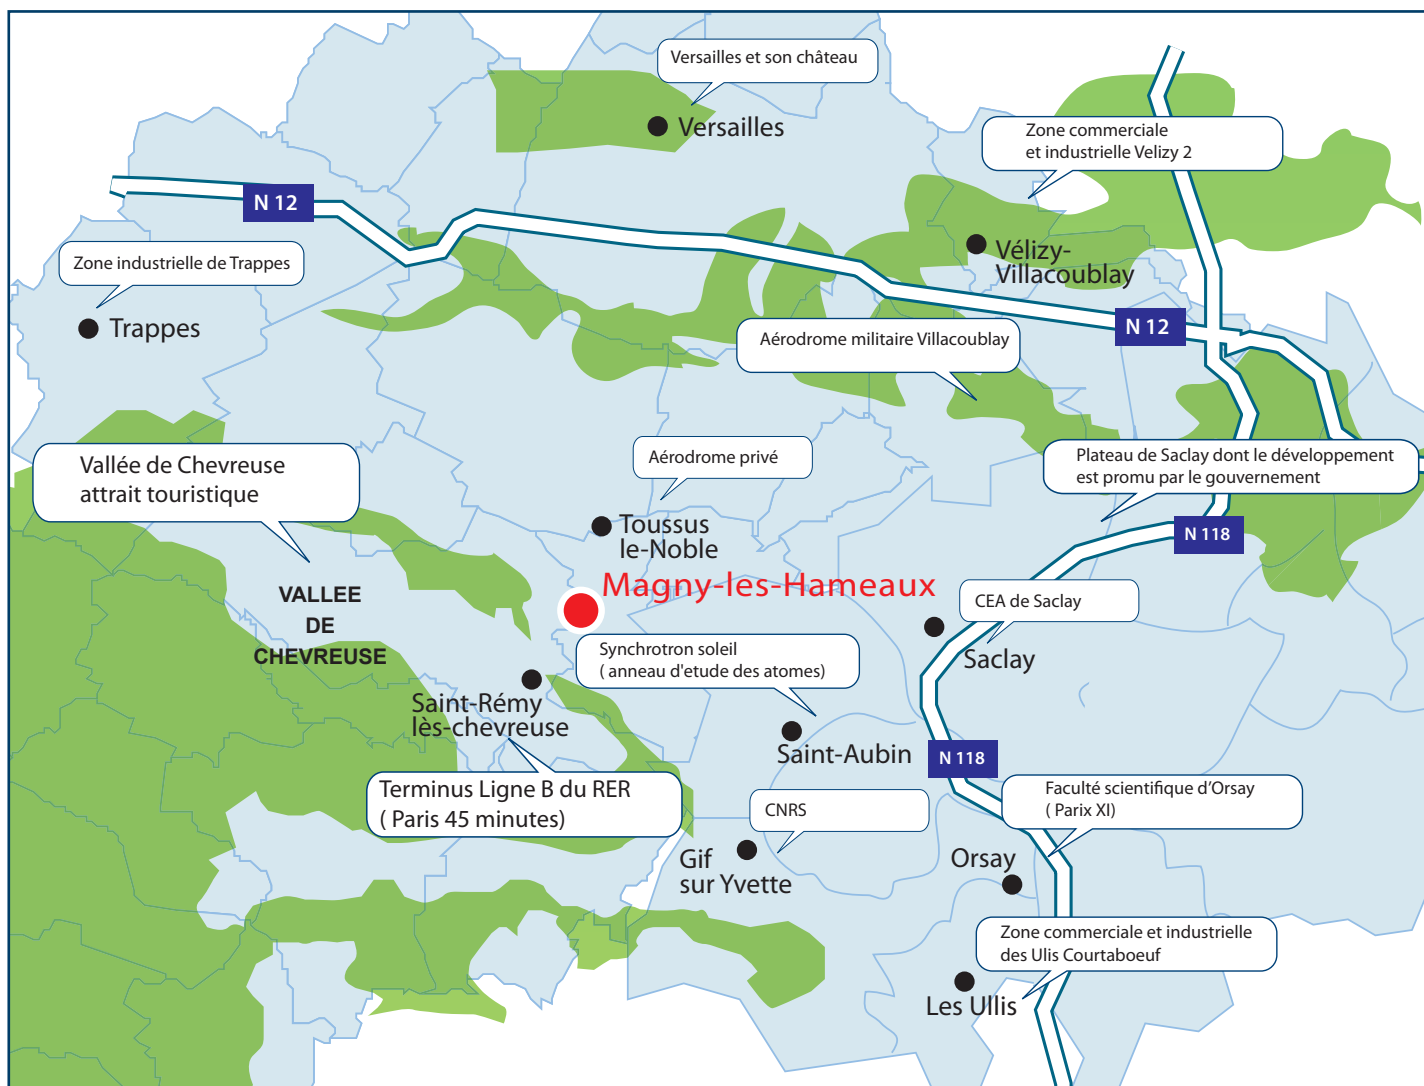 Versailles et son château
Versailles
Zone commerciale
et industrielle Velizy 2
N 12
Zone industrielle de Trappes
Vélizy-
Villacoublay
Trappes
N 12
Aérodrome militaire Villacoublay
Vallée de Chevreuse
attrait touristique
Aérodrome privé
Plateau de Saclay dont le développement
est promu par le gouvernement
Toussus
le-Noble
N 118
Magny-les-Hameaux
VALLEE
DE
CHEVREUSE
CEA de Saclay
Synchrotron soleil
( anneau d'etude des atomes)
Saclay
Saint-Rémy
lès-chevreuse
Saint-Aubin
N 118
Terminus Ligne B du RER
( Paris 45 minutes)
CNRS
Faculté scientifique d’Orsay
( Parix XI)
Gif
sur Yvette
Orsay
Zone commerciale et industrielle
des Ulis Courtaboeuf
Les Ullis